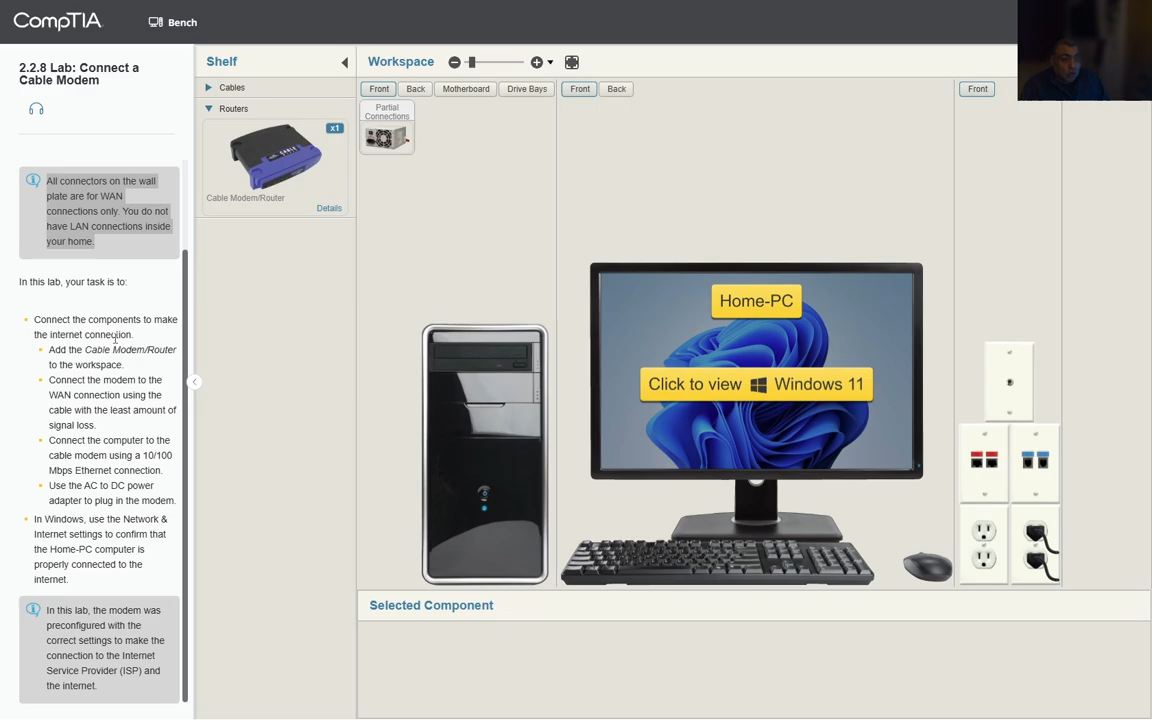 CompTIA.
Bench
2.2.8 Lab: Connect a
Cable Modem
All connectors on the wall
plate are for WAN
connections only. You do not
have LAN connections inside
your home.
In this lab, your task is to:
Connect the components to make
the internet connection.
Add the Cable Modem/Router
to the workspace.
Connect the modem to the
WAN connection using the
cable with the least amount of
signal loss.
Connect the computer to the
cable modem using a 10/100
Mbps Ethernet connection.
Use the AC to DC power
adapter to plug in the modem.
In Windows, use the Network &
Internet settings to confirm that
the Home-PC computer is
properly connected to the
internet.
In this lab, the modem was
preconfigured with the
correct settings to make the
connection to the Internet
Service Provider (ISP) and
the internet.
Shelf
Cables
Routers
x1
CABLE
Cable Modem/Router
Details
Workspace
Front Back Motherboard Drive Bays
Partial
Connections
Front Back
Home-PC
Click to view Windows 11
Front
Selected Component